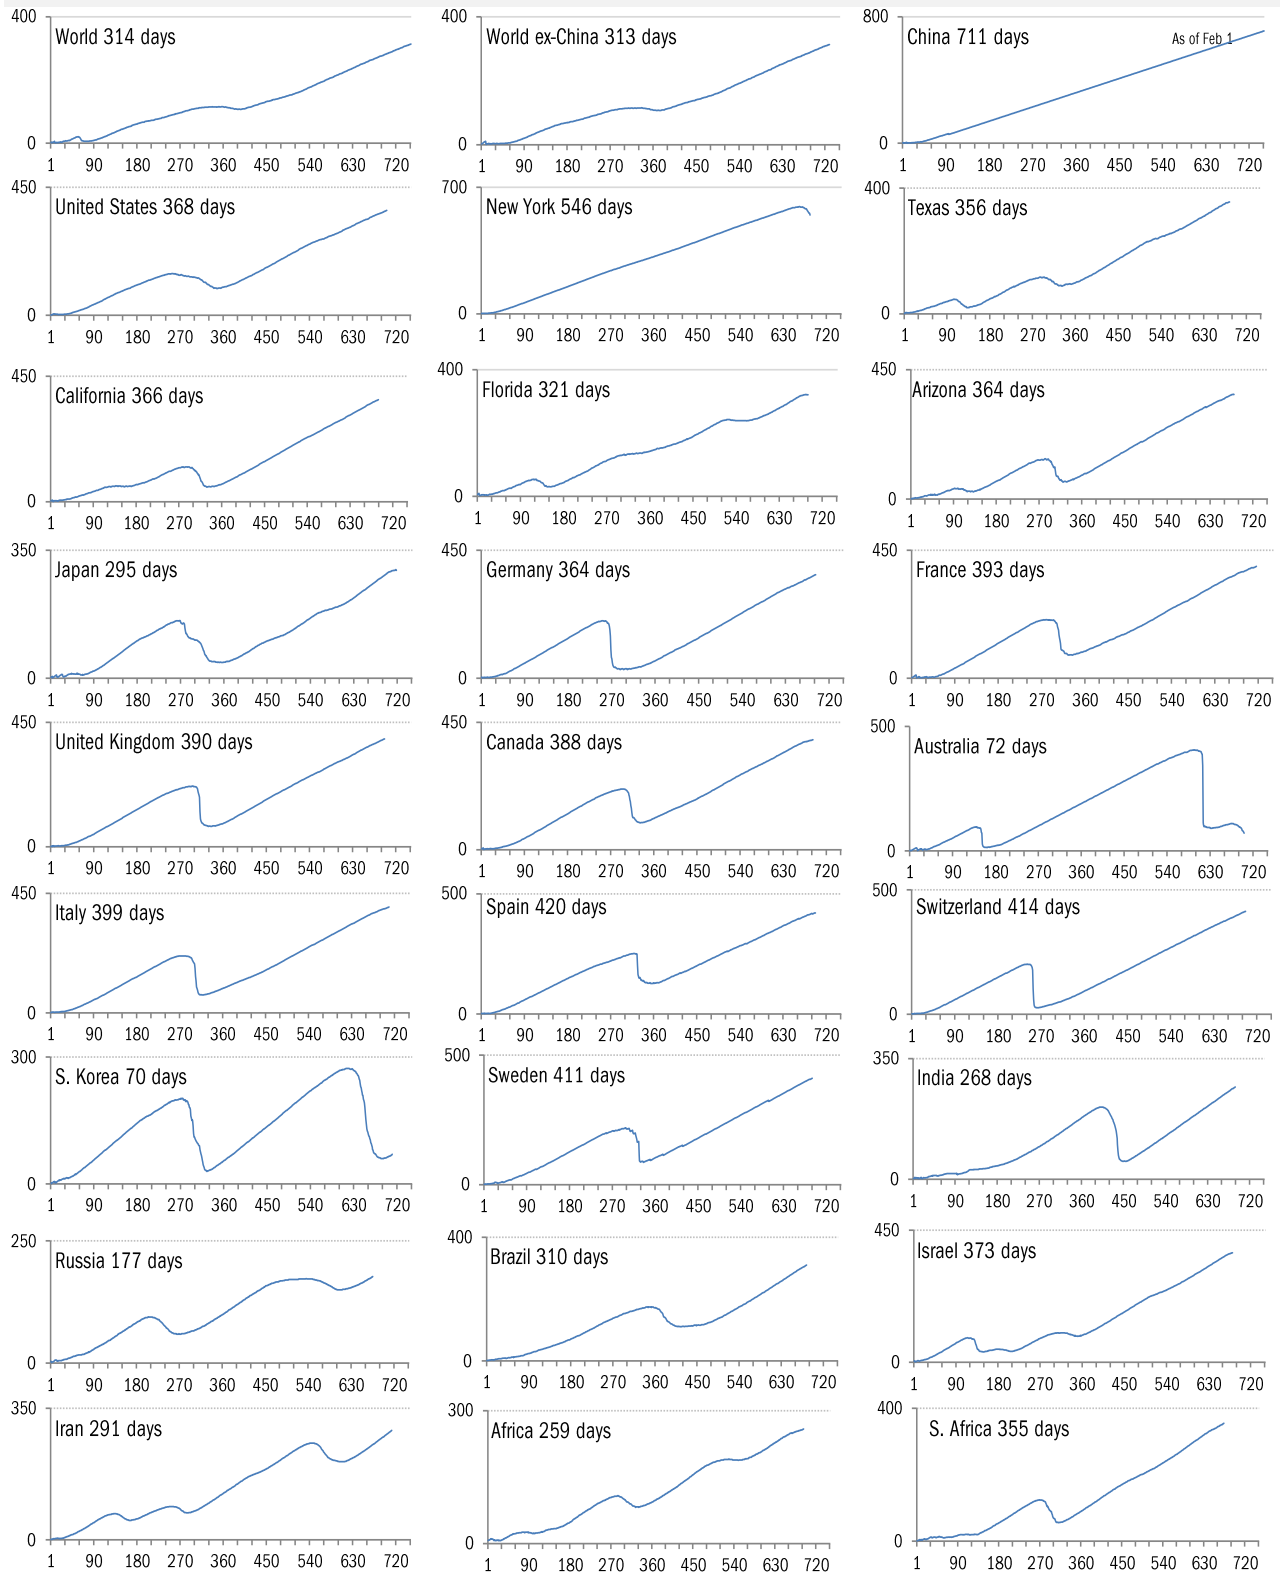 400 400 800
World 314 days World ex-China 313 days China 711 days
As of Feb 1
0 0 0
1 90 180 270 360 450 540 630 720 1 90 180 270 360 450 540 630 720 1 90 180 270 360 450 540 630 720
450 700 400
United States 368 days New York 546 days Texas 356 days
0 0 0
1 90 180 270 360 450 540 630 720 1 90 180 270 360 450 540 630 720 1 90 180 270 360 450 540 630 720
450 400 450
California 366 days Florida 321 days Arizona 364 days
0 0 0
1 90 180 270 360 450 540 630 720 1 90 180 270 360 450 540 630 720 1 90 180 270 360 450 540 630 720
350 450 450
Japan 295 days Germany 364 days France 393 days
0 0 0
1 90 180 270 360 450 540 630 720 1 90 180 270 360 450 540 630 720 1 90 180 270 360 450 540 630 720
450 450 500
United Kingdom 390 days Canada 388 days Australia 72 days
0 0 0
1 90 180 270 360 450 540 630 720 1 90 180 270 360 450 540 630 720 1 90 180 270 360 450 540 630 720
450 500 500
Italy 399 days Spain 420 days Switzerland 414 days
0 0 0
1 90 180 270 360 450 540 630 720 1 90 180 270 360 450 540 630 720 1 90 180 270 360 450 540 630 720
300 500 350
S. Korea 70 days Sweden 411 days India 268 days
0 0 0
1 90 180 270 360 450 540 630 720 1 90 180 270 360 450 540 630 720 1 90 180 270 360 450 540 630 720
250 400 450
Russia 177 days Brazil 310 days Israel 373 days
0 0 0
1 90 180 270 360 450 540 630 720 1 90 180 270 360 450 540 630 720 1 90 180 270 360 450 540 630 720
350 300 400
Iran 291 days Africa 259 days S. Africa 355 days
0 0 0
1 90 180 270 360 450 540 630 720 1 90 180 270 360 450 540 630 720 1 90 180 270 360 450 540 630 720